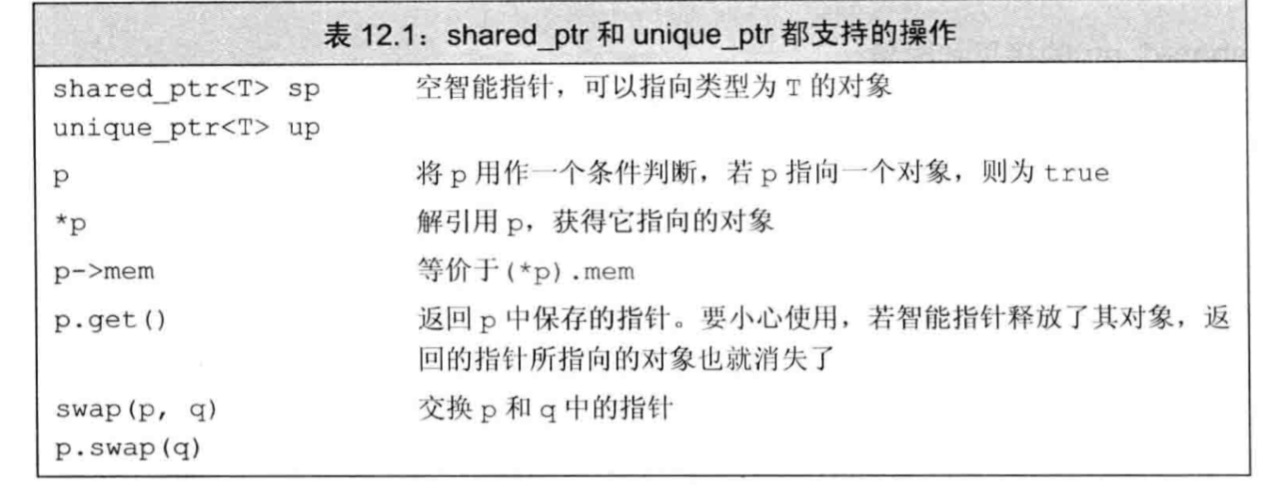 表 12.1：shared_ptr 和 unique_ptr 都支持的操作
shared_ptr<T> sp 空智能指针，可以指向类型为 T 的对象
unique_ptr<T> up
p 将 p 用作一个条件判断，若 p 指向一个对象，则为 true
*p 解引用 p，获得它指向的对象
p->mem 等价于(*p).mem
p.get() 返回 p 中保存的指针。要小心使用，若智能指针释放了其对象，返
回的指针所指向的对象也就消失了
swap(p, q) 交换 p 和 q 中的指针
p.swap(q)